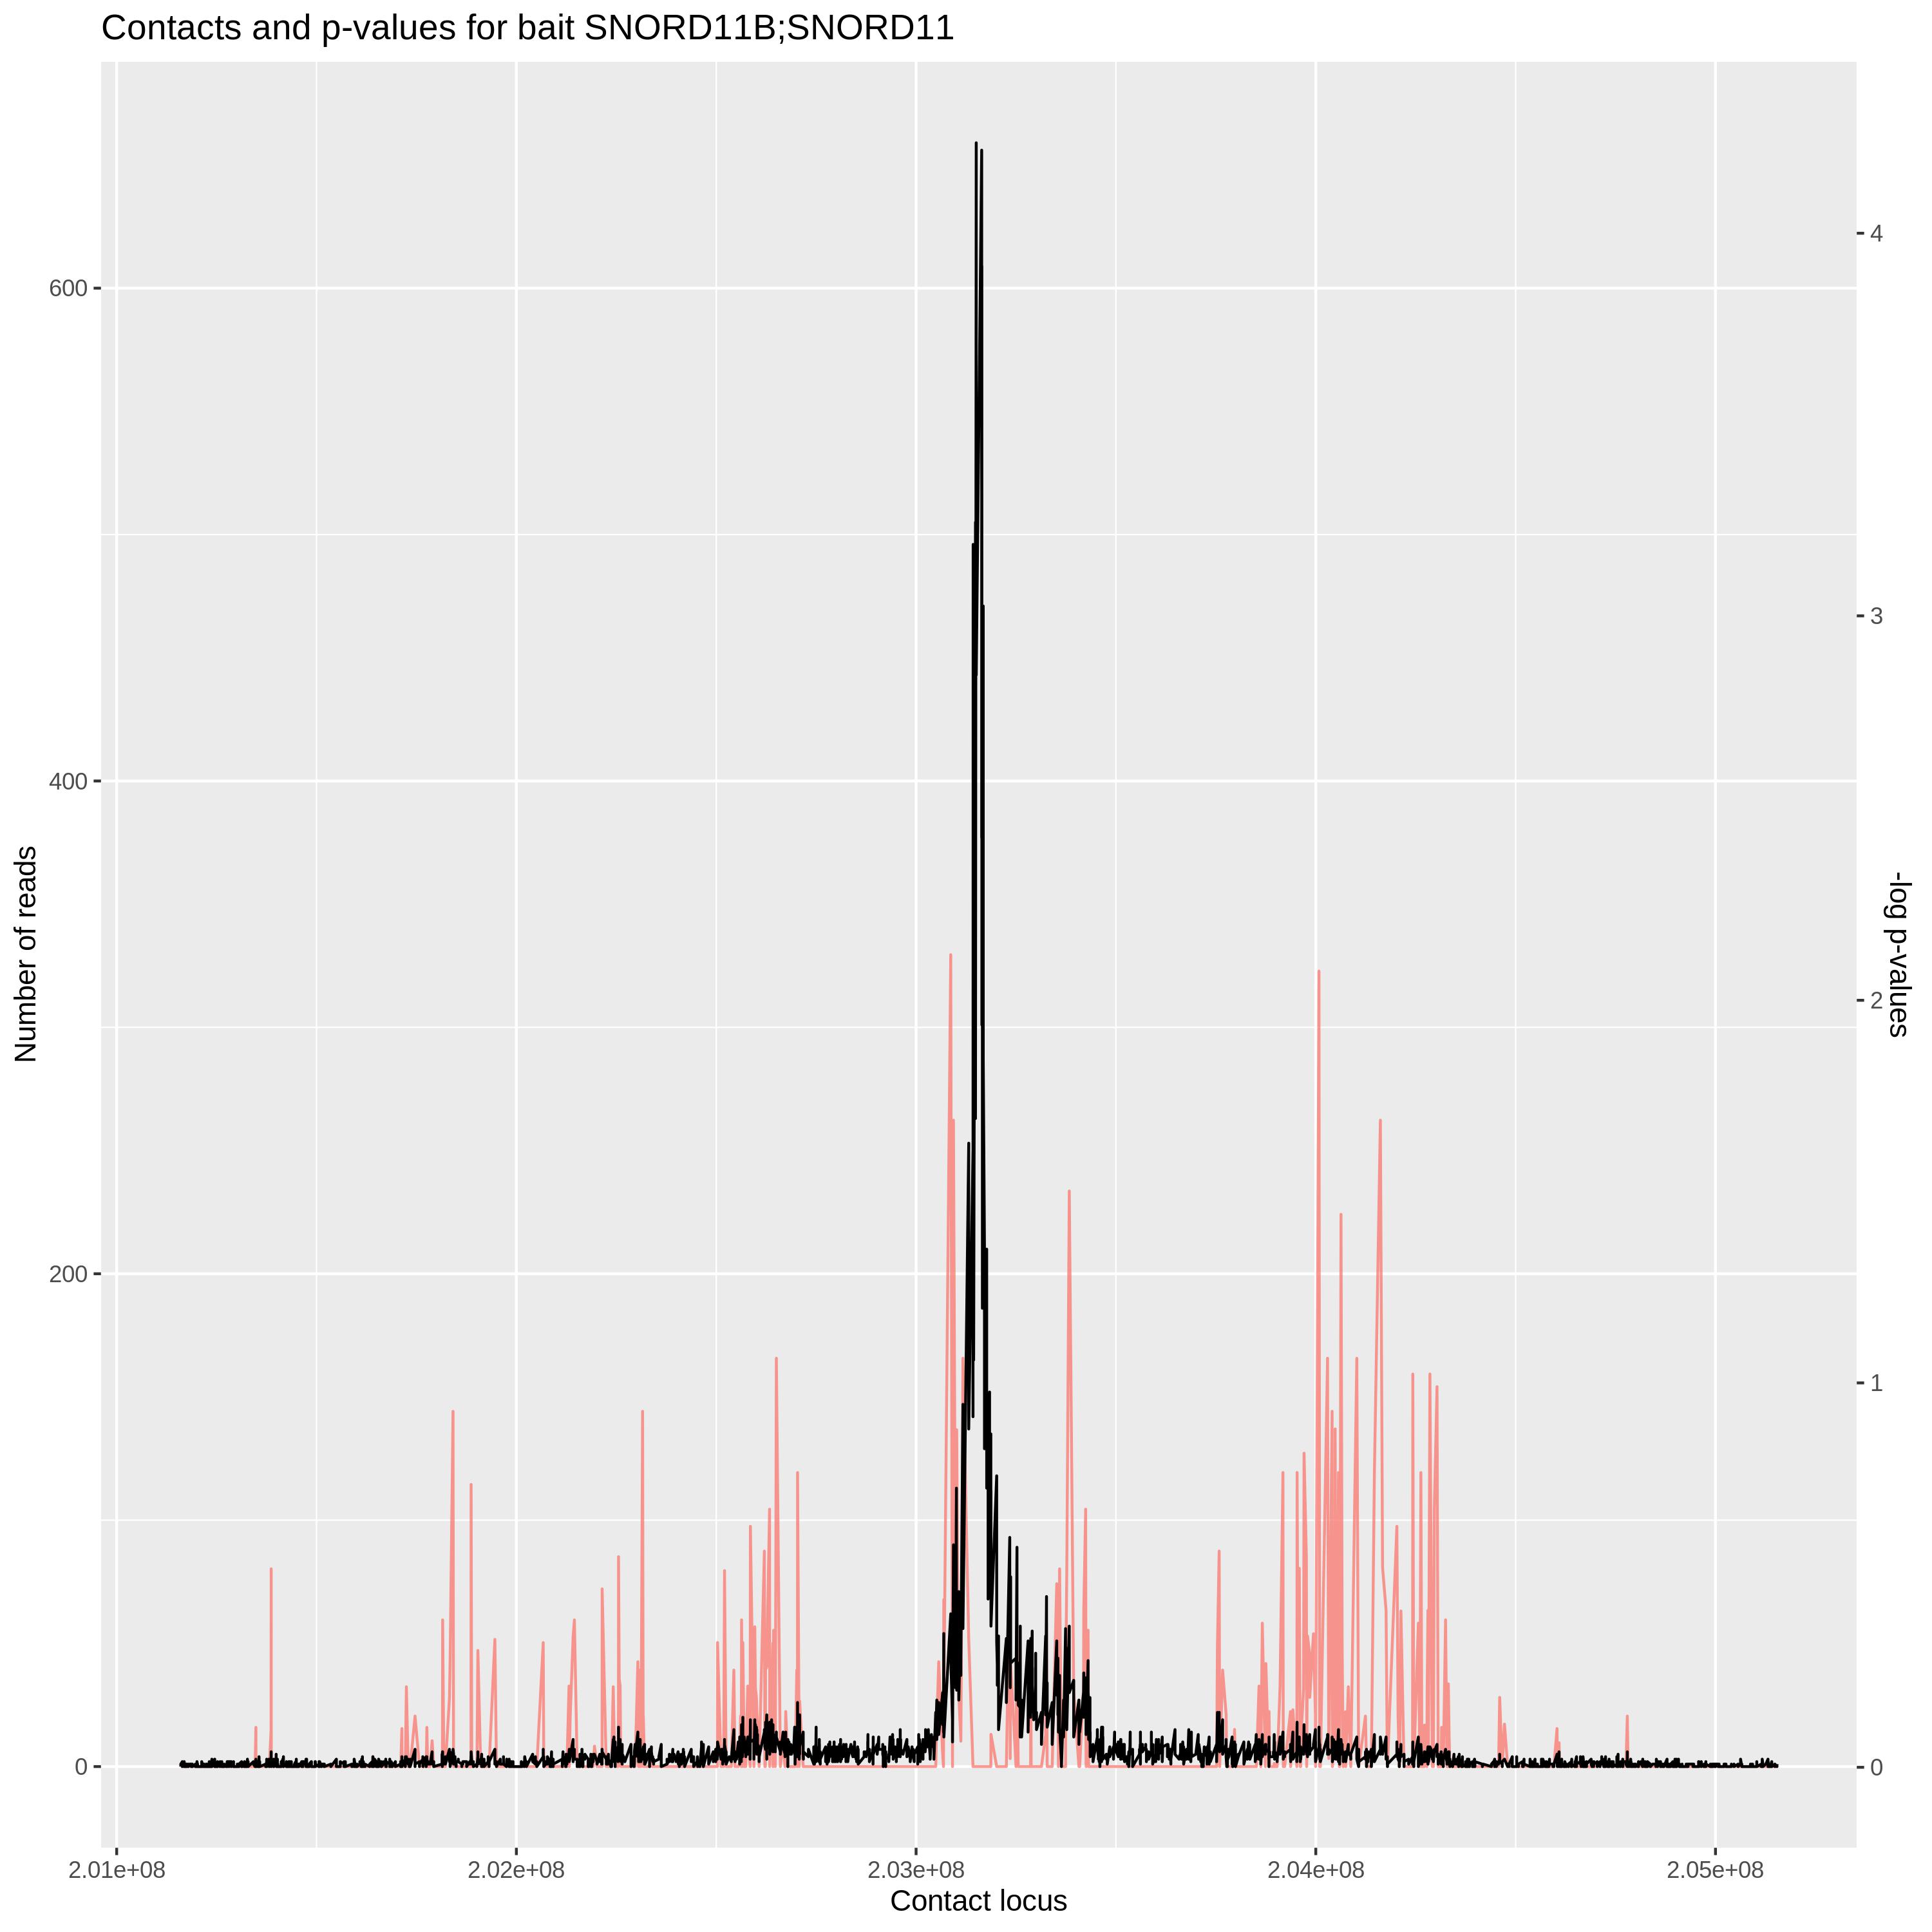 Contacts and p-values for bait SNORD11B;SNORD11
Number of reads
600
400
200
0
4
3
2
1
0
-log p-values
2.01e+08 2.02e+08 2.03e+08 2.04e+08 2.05e+08
Contact locus